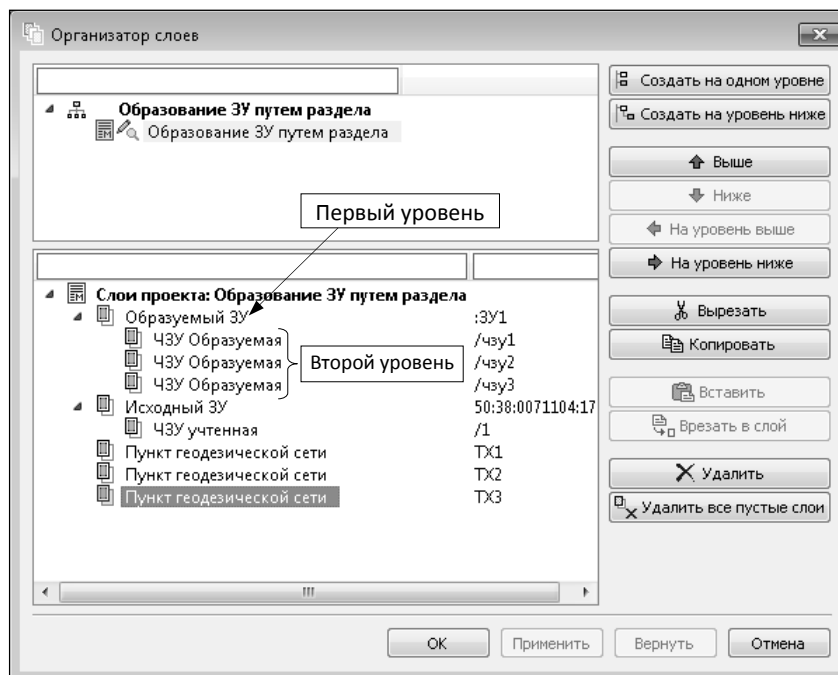 Организатор слоев
Образование ЗУ путем раздела
Образование ЗУ путем раздела
Первый уровень
Слои проекта: Образование ЗУ путем раздела
Образуемый ЗУ :ЗУ1
ЧЗУ Образуемая /чзу1
ЧЗУ Образуемая /чзу2
ЧЗУ Образуемая /чзу3
Второй уровень
Исходный ЗУ 50:38:0071104:17
ЧЗУ учтенная /1
Пункт геодезической сети ТХ1
Пункт геодезической сети ТХ2
Пункт геодезической сети ТХ3
Создать на одном уровне
Создать на уровень ниже
Выше
Ниже
На уровень выше
На уровень ниже
Вырезать
Копировать
Вставить
Врезать в слой
Удалить
Удалить все пустые слои
ОК Применить Вернуть Отмена